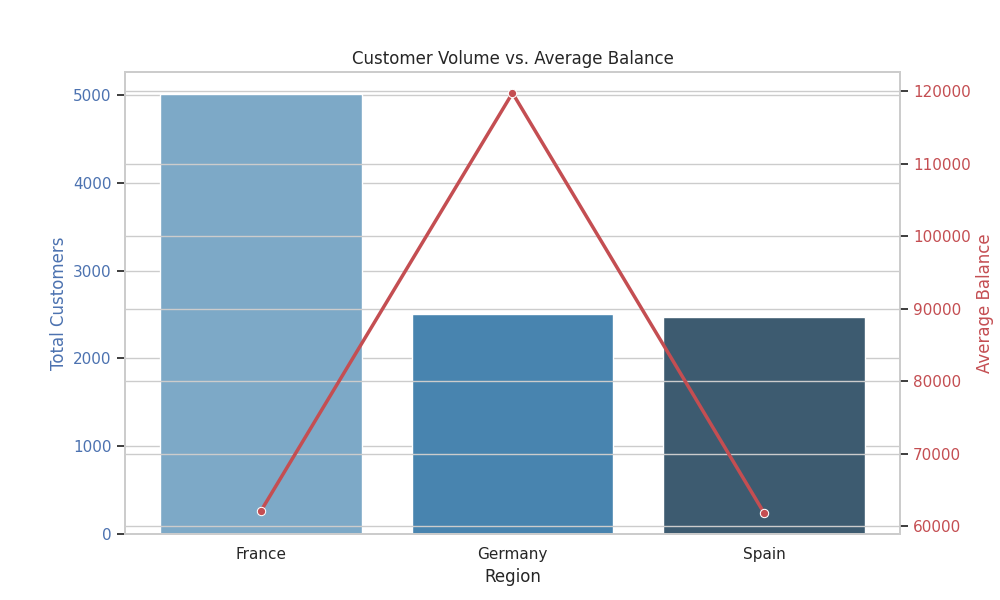 Customer Volume vs. Average Balance
Total Customers
5000
4000
3000
2000
1000
0
120000
110000
100000
90000
80000
70000
60000
Average Balance
France Germany Spain
Region